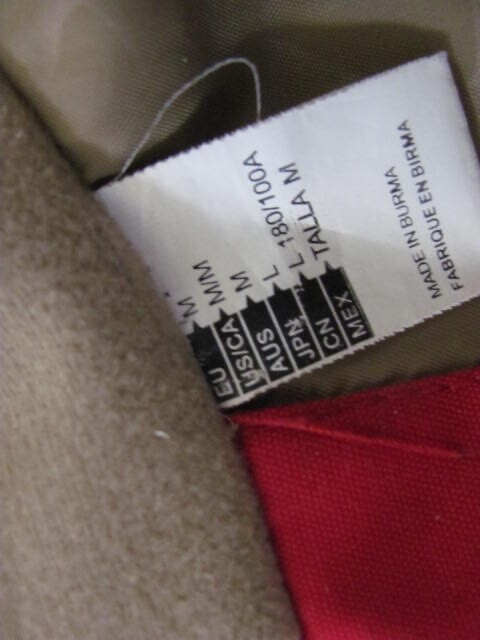 EU M
US/CA M/M
AUS M
JPN L
CN L 180/100A
MEX TALLA M
MADE IN BURMA
FABRIQUE EN BIRMA